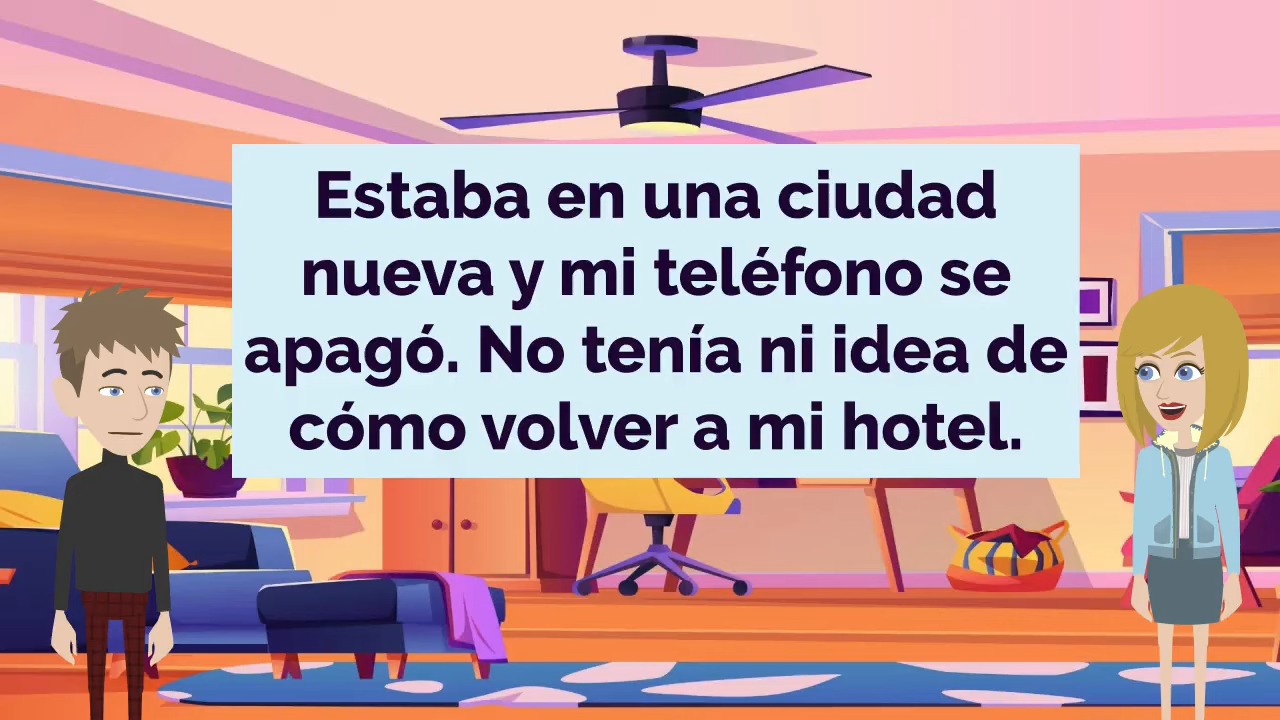 Estaba en una ciudad
nueva y mi teléfono se
apagó. No tenía ni idea de
cómo volver a mi hotel.